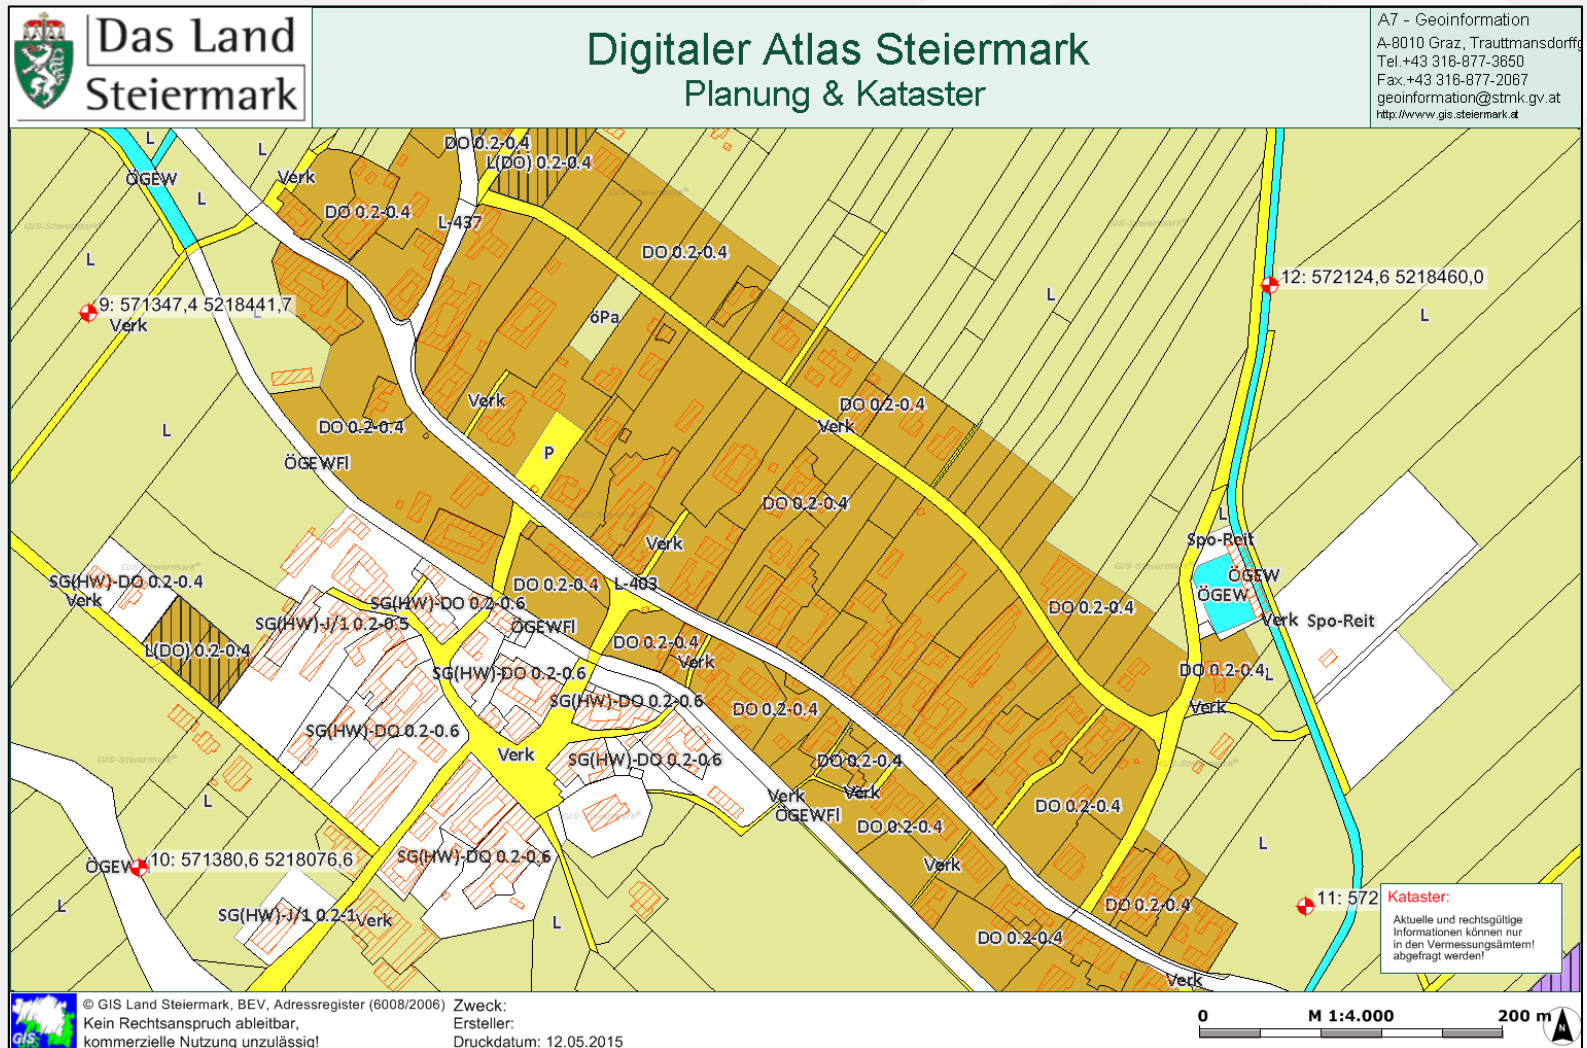 Das Land
Steiermark
Digitaler Atlas Steiermark
Planung & Kataster
A7 - Geoinformation
A-8010 Graz, Trauttmansdorffg
Tel.+43 316-877-3650
Fax.+43 316-877-2067
geoinformation@stmk.gv.at
http://www.gis.steiermark.at
L
L
DO 0.2-0.4
L(DO) 0.2-0.4
ÖGEW
Verk
L
DO 0.2-0.4
L-437
DO 0.2-0.4
L
12: 572124,6 5218460,0
L
9: 571347,4 5218441,7
L
Verk
öPa
L
Verk
DO 0.2-0.4
DO 0.2-0.4
Verk
L
P
ÖGEWFl
DO 0.2-0.4
L
Verk
Spo-Reit
SG(HW)-DO 0.2-0.4
Verk
DO 0.2-0.4
L-403
ÖGEW
ÖGEW
SG(HW)-DO 0.2-0.6
DO 0.2-0.4
SG(HW)-J/1 0.2-0.5
ÖGEWFl
Verk
Spo-Reit
L(DO) 0.2-0.4
DO 0.2-0.4
Verk
SG(HW)-DO 0.2-0.6
DO 0.2-0.4
L
SG(HW)-DO 0.2-0.6
DO 0.2-0.4
Verk
SG(HW)-DO 0.2-0.6
Verk
SG(HW)-DO 0.2-0.6
DO 0.2-0.4
L
Verk
Verk
DO 0.2-0.4
ÖGEWFl
DO 0.2-0.4
L
SG(HW)-DO 0.2-0.6
ÖGEW
10: 571380,6 5218076,6
Verk
L
SG(HW)-J/1 0.2-1
Verk
L
DO 0.2-0.4
11: 572
DO 0.2-0.4
Verk
Kataster:
Aktuelle und rechtsgültige
Informationen können nur
in den Vermessungsämtern!
abgefragt werden!
GIS
© GIS Land Steiermark, BEV, Adressregister (6008/2006)
Kein Rechtsanspruch ableitbar,
kommerzielle Nutzung unzulässig!
Zweck:
Ersteller:
Druckdatum: 12.05.2015
0
M 1:4.000
200 m
N